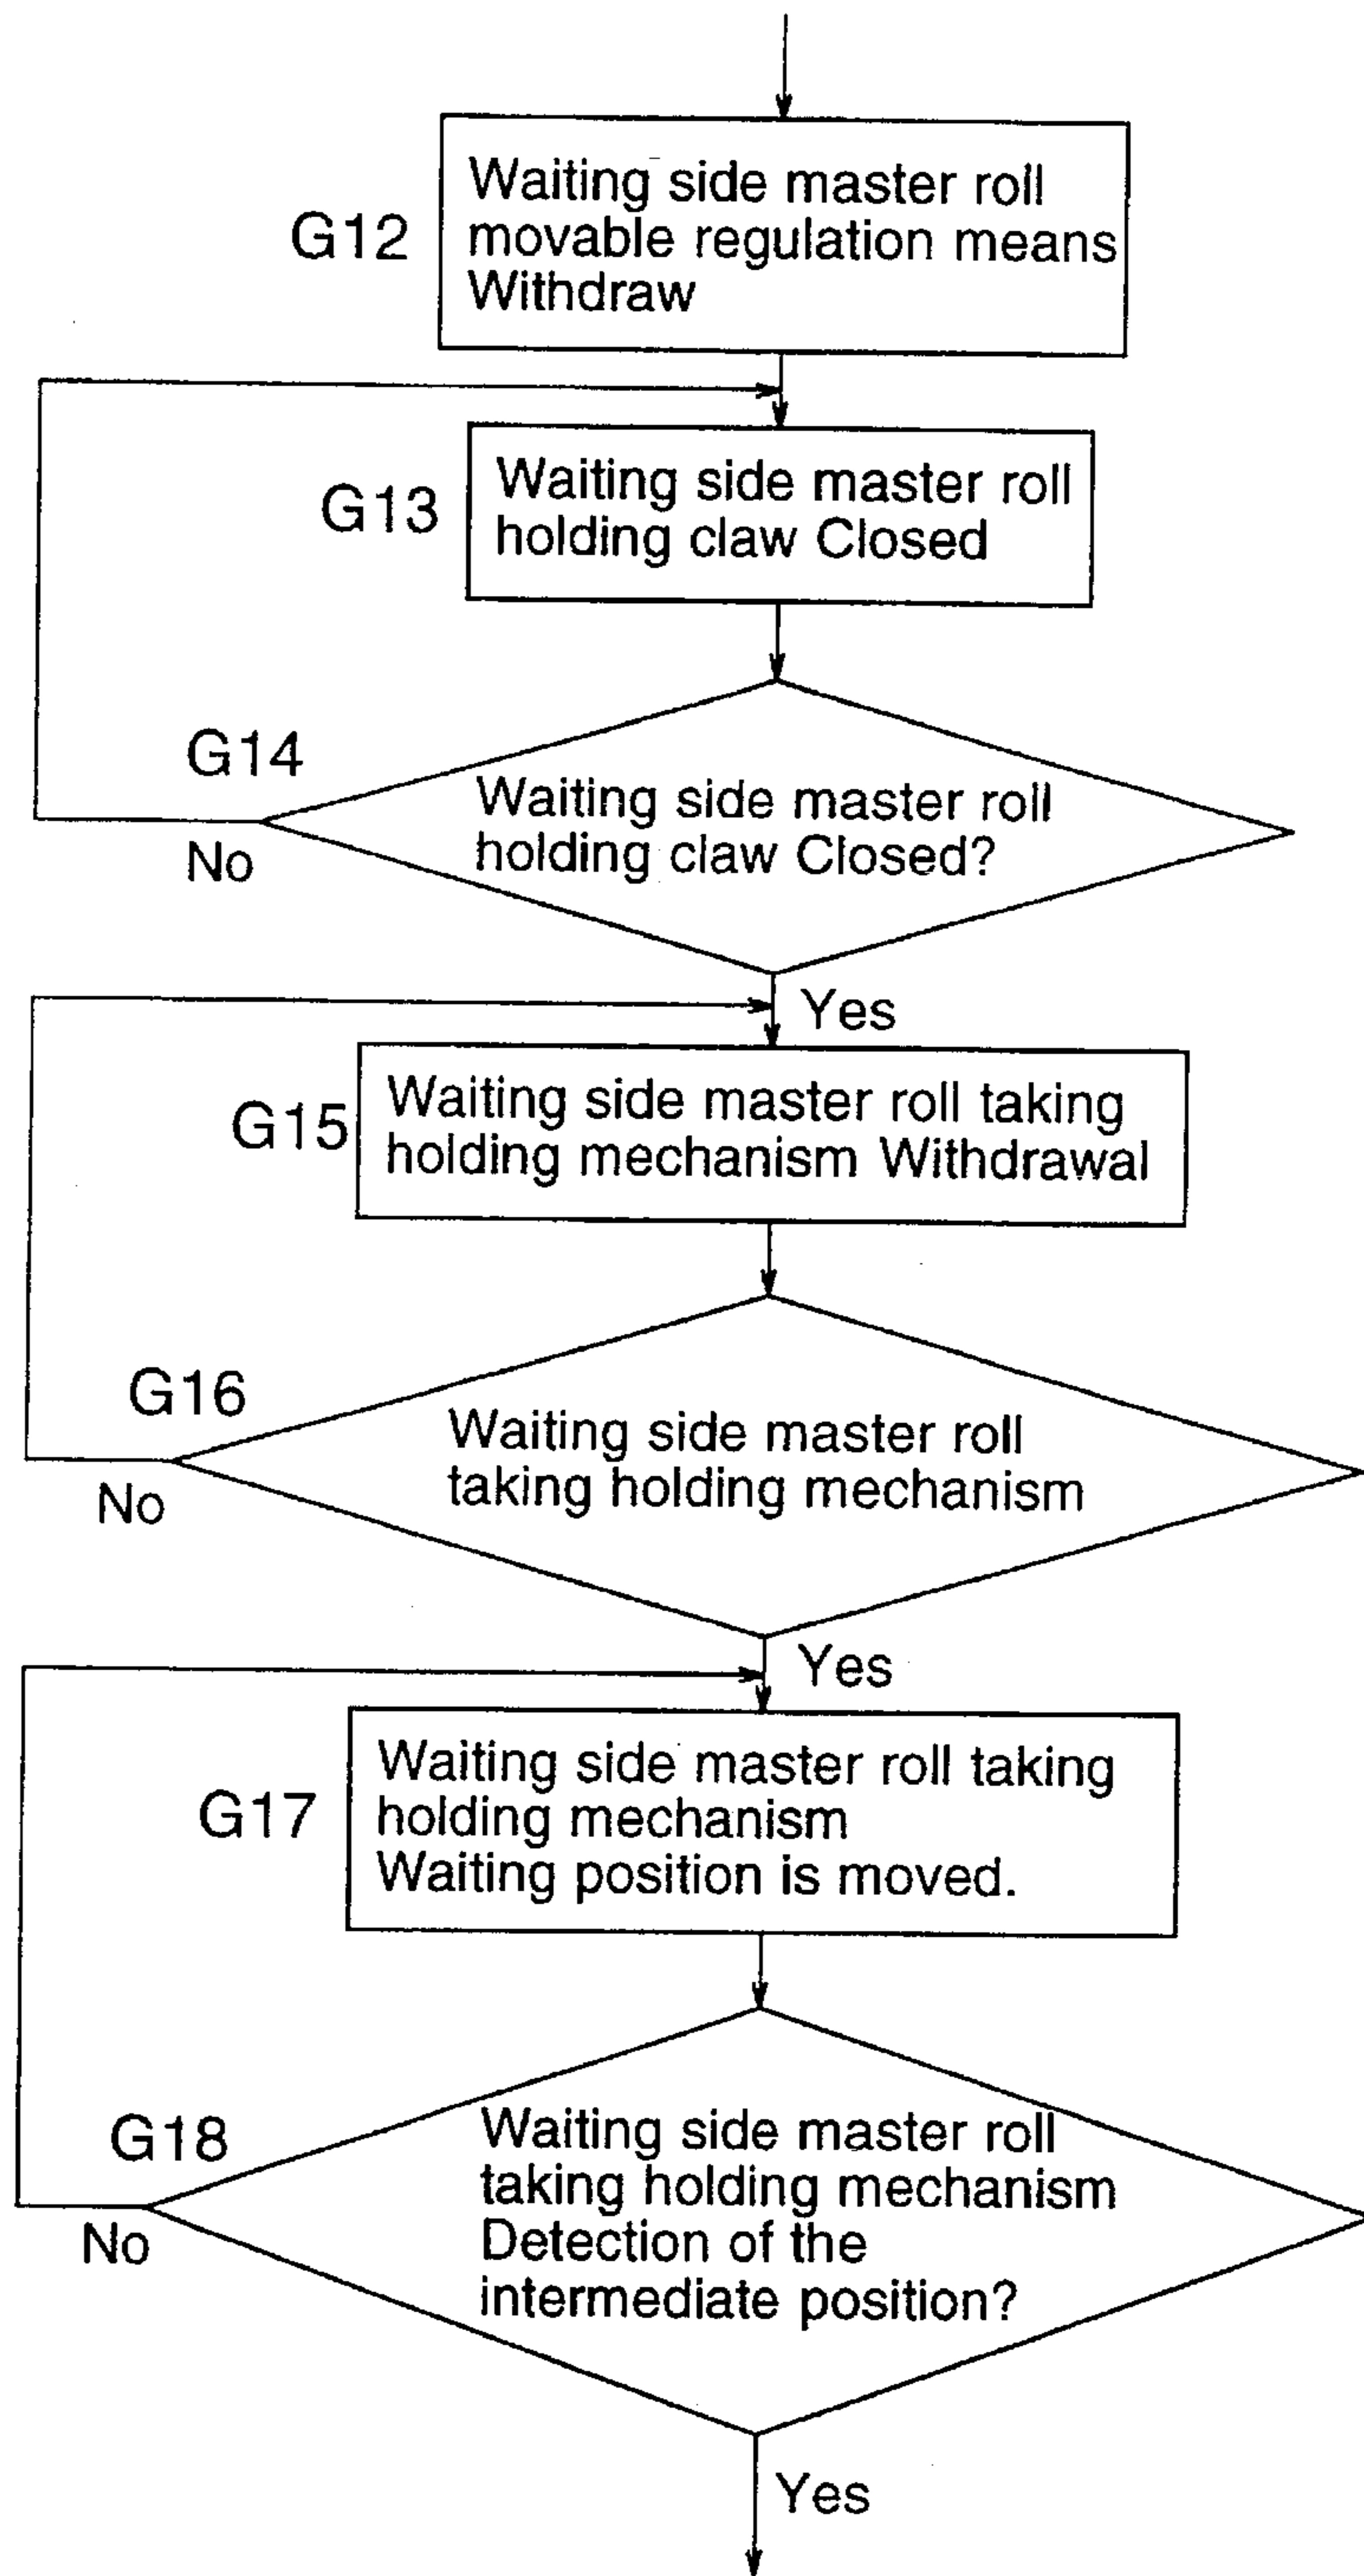 G12
Waiting side master roll
movable regulation means
Withdraw
G13
Waiting side master roll
holding claw Closed
G14
Waiting side master roll
holding claw Closed?
No
Yes
G15
Waiting side master roll taking
holding mechanism Withdrawal
G16
Waiting side master roll
taking holding mechanism
No
Yes
G17
Waiting side master roll taking
holding mechanism
Waiting position is moved.
G18
Waiting side master roll
taking holding mechanism
Detection of the
intermediate position?
No
Yes